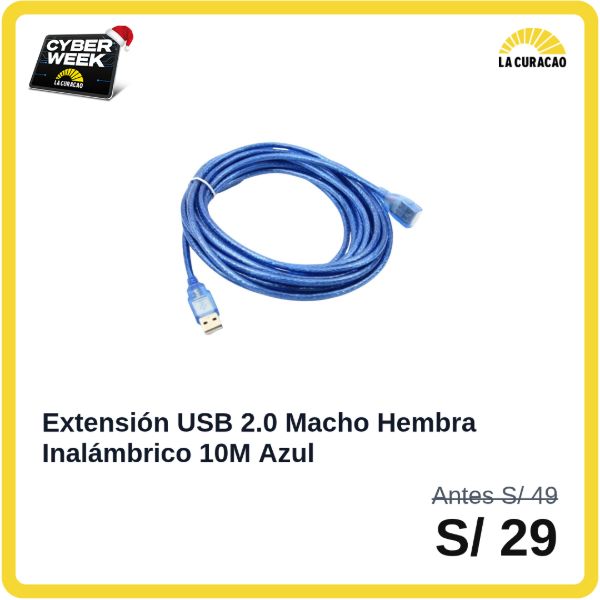 CYBER
WEEK
LA CURACAO
LA CURACAO
Extensión USB 2.0 Macho Hembra
Inalámbrico 10M Azul
Antes S/ 49
S/ 29